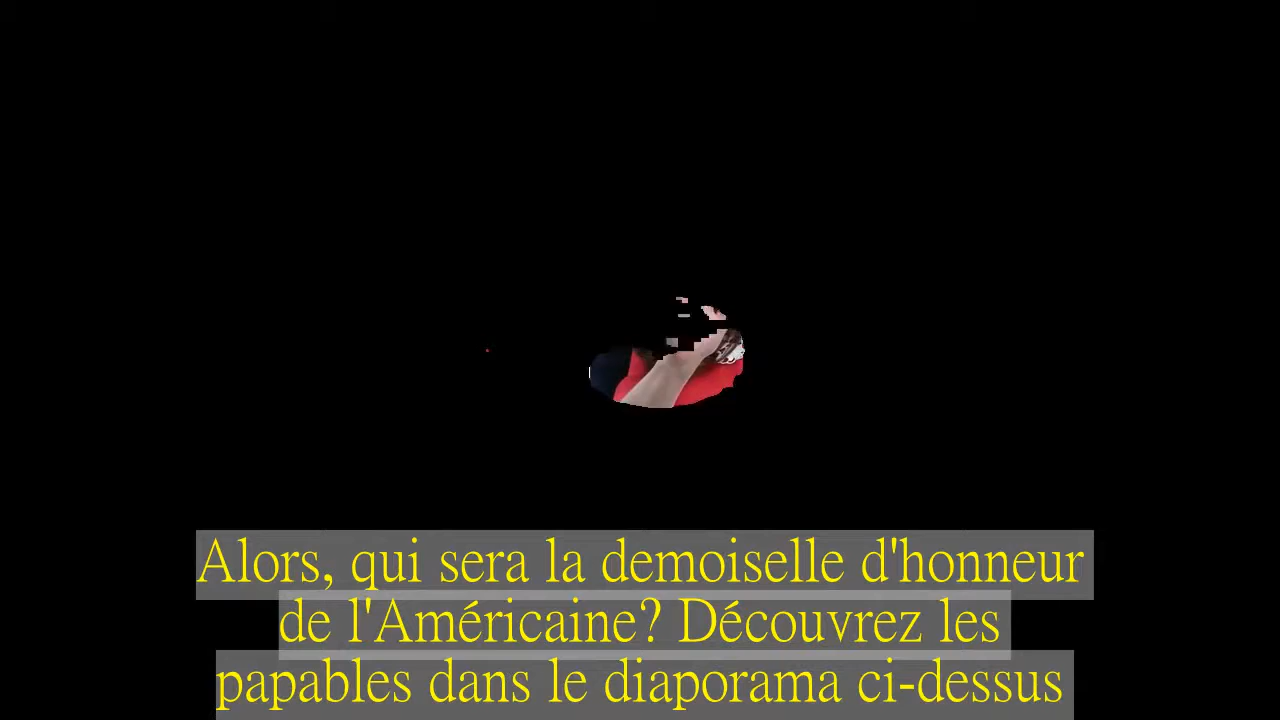 Alors, qui sera la demoiselle d'honneur
de l'Américaine? Découvrez les
papables dans le diaporama ci-dessus